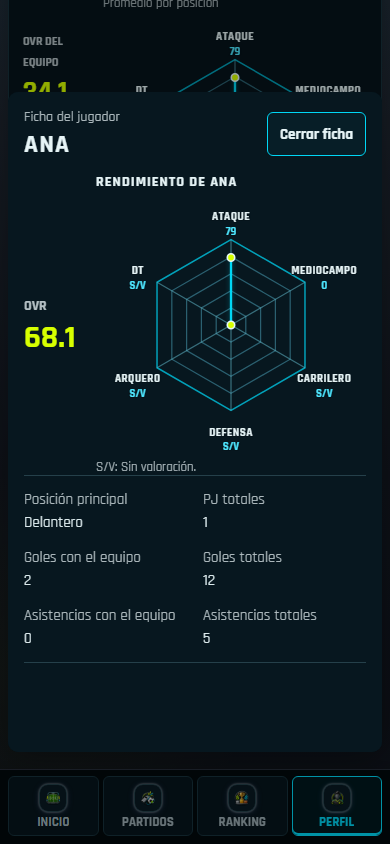 Promedio por posición
OVR DEL
EQUIPO
34.1
ATAQUE
79
DT
MEDIOCAMPO
Ficha del jugador
ANA
Cerrar ficha
RENDIMIENTO DE ANA
ATAQUE
79
DT
S/V
MEDIOCAMPO
0
OVR
68.1
ARQUERO
S/V
CARRILERO
S/V
DEFENSA
S/V
S/V: Sin valoración.
Posición principal
Delantero
PJ totales
1
Goles con el equipo
2
Goles totales
12
Asistencias con el equipo
0
Asistencias totales
5
INICIO
PARTIDOS
RANKING
PERFIL